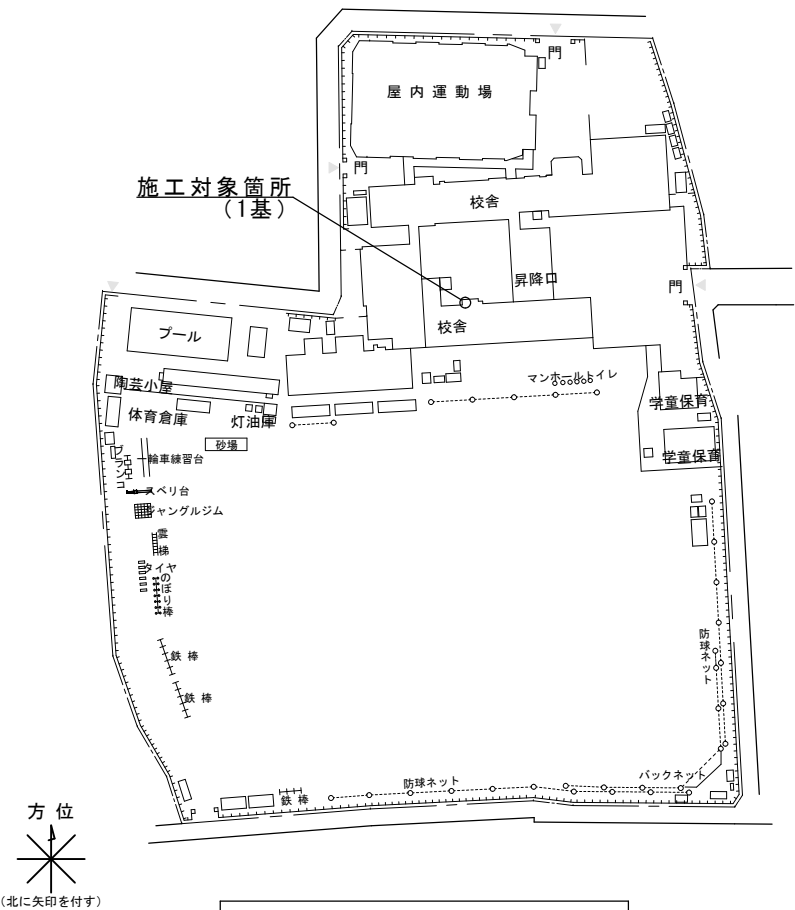 門
屋内運動場
門
施工対象箇所
(1基)
校舎
昇降口
門
プール
校舎
マンホールトイレ
陶芸小屋
学童保育
体育倉庫
灯油庫
砂場
ブランコ
一輪車練習台
学童保育
スベリ台
ジャングルジム
雲梯
タイヤ
のぼり棒
防球ネット
鉄棒
鉄棒
バックネット
防球ネット
鉄棒
方位
(北に矢印を付す)